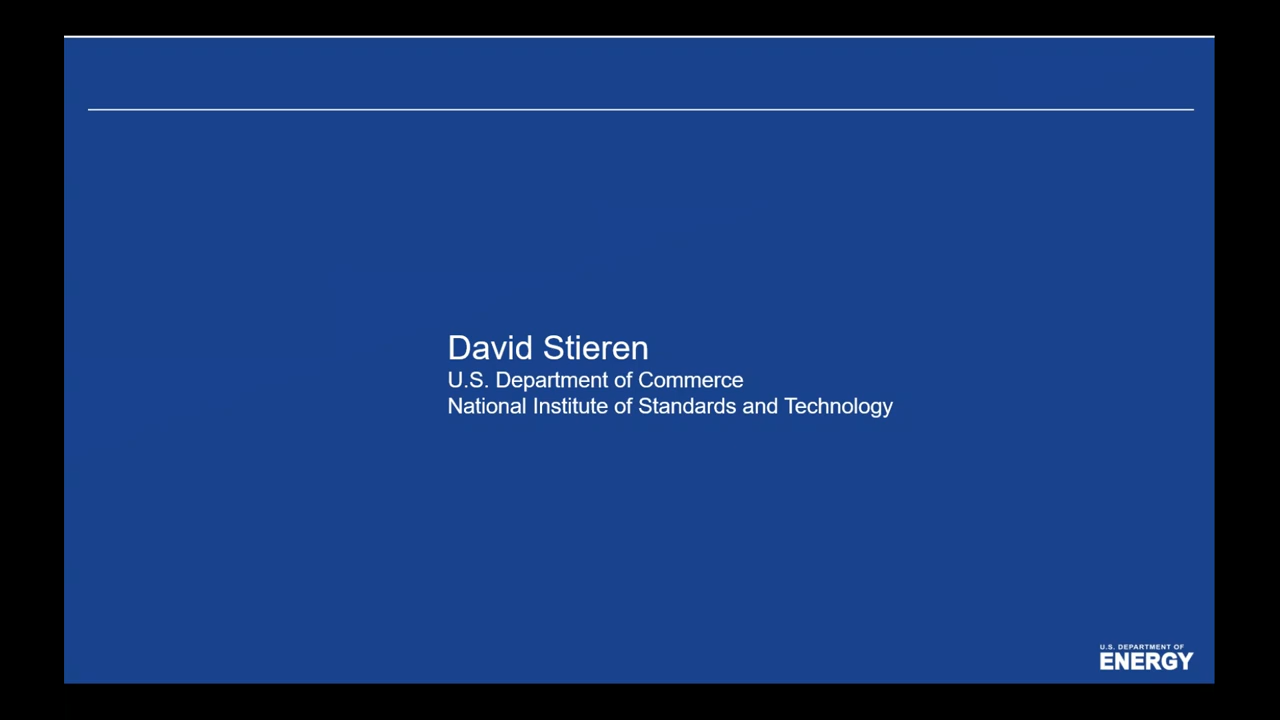 David Stieren
U.S. Department of Commerce
National Institute of Standards and Technology
U.S. DEPARTMENT OF
ENERGY